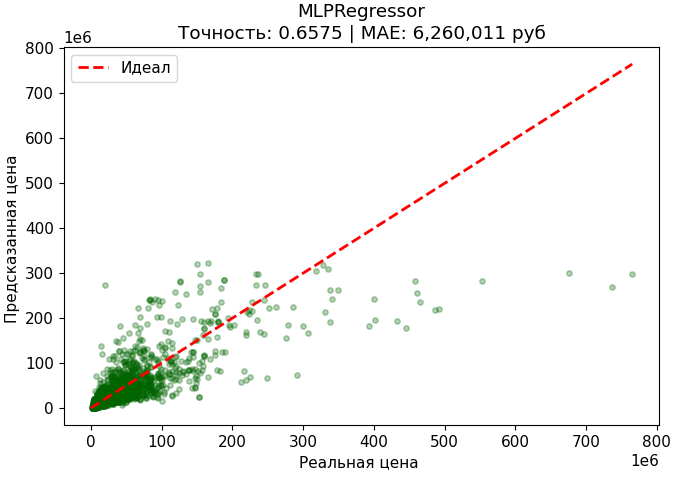 MLPRegressor
Точность: 0.6575 | MAE: 6,260,011 руб
1e6
800
700
600
500
400
300
200
100
0
Идеал
Предсказанная цена
0 100 200 300 400 500 600 700 800
Реальная цена
1e6